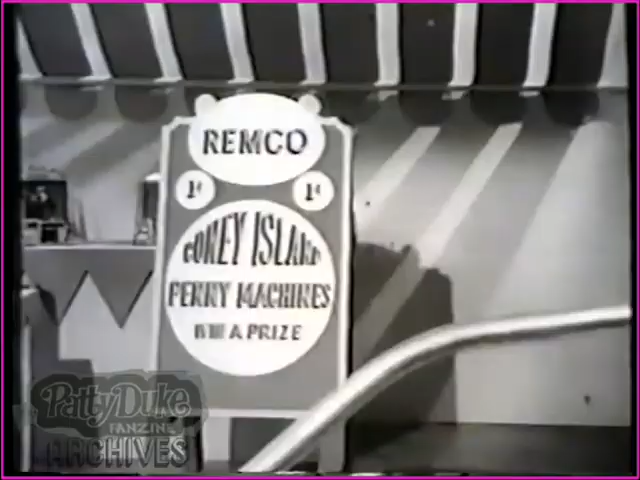 REMCO
1¢ 1¢
CONEY ISLAND
PENNY MACHINES
WIN A PRIZE
Patty Duke
FANZINE
ARCHIVES